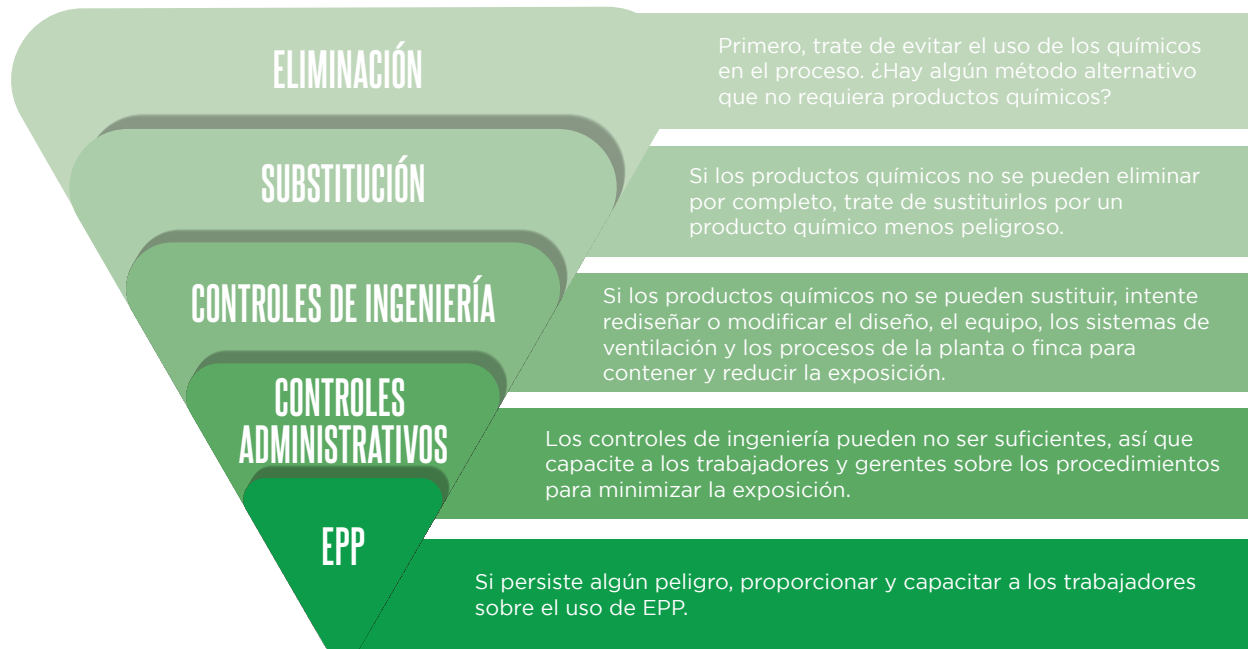 ELIMINACIÓN
Primero, trate de evitar el uso de los químicos
en el proceso. ¿Hay algún método alternativo
que no requiera productos químicos?
SUBSTITUCIÓN
Si los productos químicos no se pueden eliminar
por completo, trate de sustituirlos por un
producto químico menos peligroso.
CONTROLES DE INGENIERÍA
Si los productos químicos no se pueden sustituir, intente
rediseñar o modificar el diseño, el equipo, los sistemas de
ventilación y los procesos de la planta o finca para
contener y reducir la exposición.
CONTROLES
ADMINISTRATIVOS
Los controles de ingeniería pueden no ser suficientes, así que
capacite a los trabajadores y gerentes sobre los procedimientos
para minimizar la exposición.
EPP
Si persiste algún peligro, proporcionar y capacitar a los trabajadores
sobre el uso de EPP.